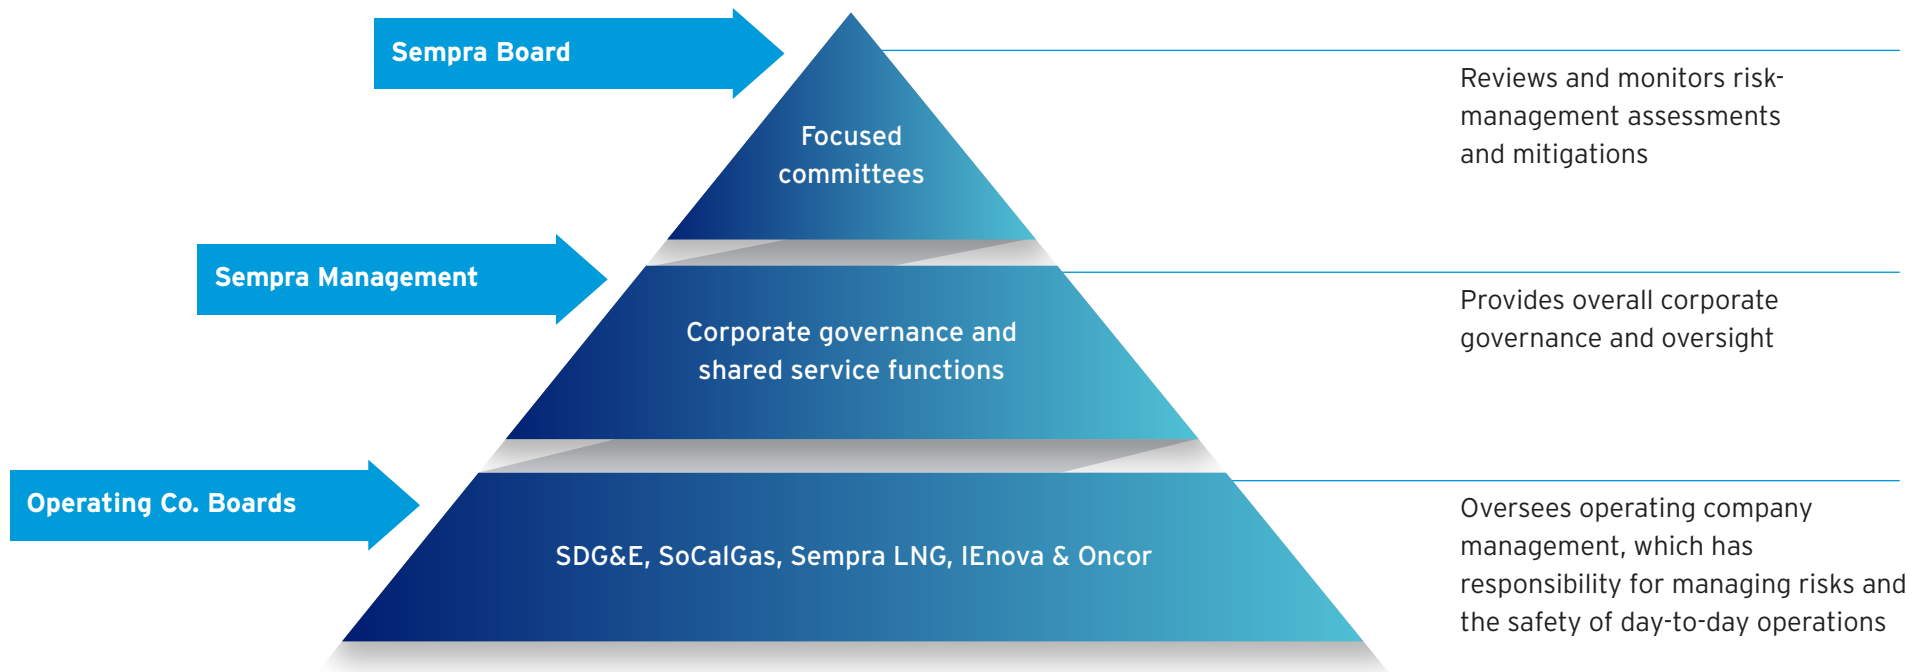 Sempra Board
Focused
committees
Reviews and monitors risk-
management assessments
and mitigations
Sempra Management
Corporate governance and
shared service functions
Provides overall corporate
governance and oversight
Operating Co. Boards
SDG&E, SoCalGas, Sempra LNG, IEnova & Oncor
Oversees operating company
management, which has
responsibility for managing risks and
the safety of day-to-day operations